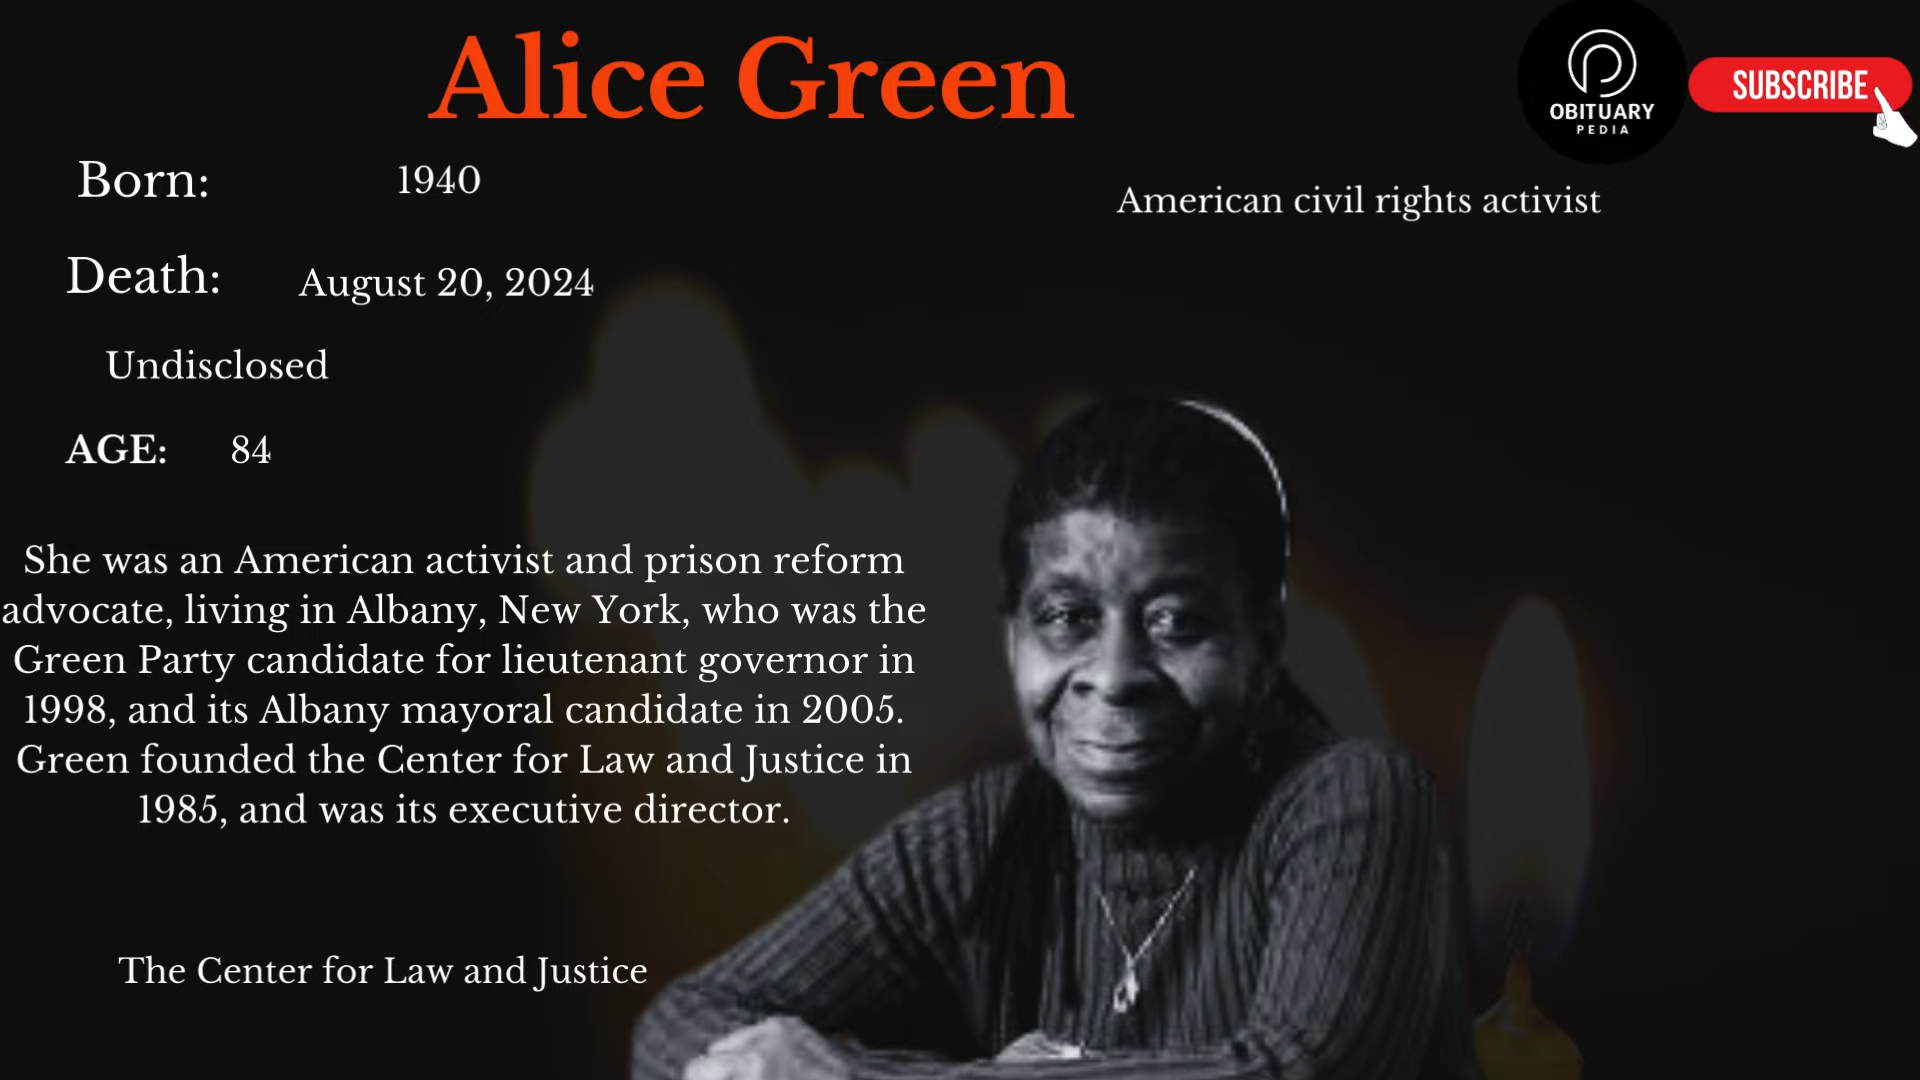 Alice Green
OBITUARY
PEDIA
SUBSCRIBE
Born: 1940
American civil rights activist
Death: August 20, 2024
Undisclosed
AGE: 84
She was an American activist and prison reform
advocate, living in Albany, New York, who was the
Green Party candidate for lieutenant governor in
1998, and its Albany mayoral candidate in 2005.
Green founded the Center for Law and Justice in
1985, and was its executive director.
The Center for Law and Justice